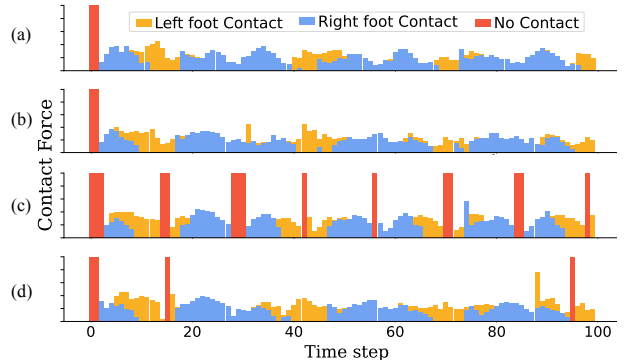 Left foot Contact Right foot Contact No Contact
(a)
(b)
(c)
(d)
Contact Force
0 20 40 60 80 100
Time step